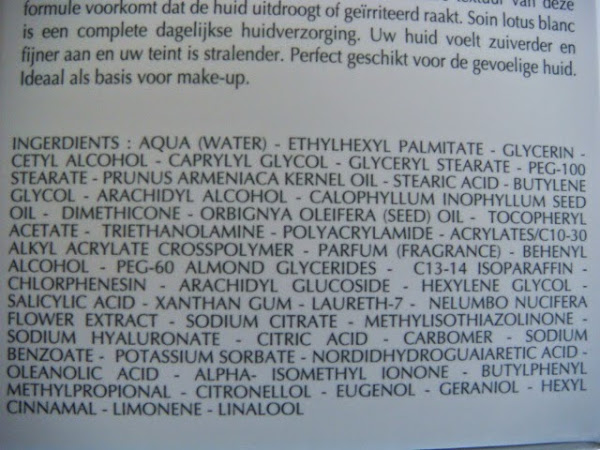 formule voorkomt dat de huid uitdroogt of geïrriteerd raakt. Soin lotus blanc
is een complete dagelijkse huidverzorging. Uw huid voelt zuiverder en
fijner aan en uw teint is stralender. Perfect geschikt voor de gevoelige huid.
Ideaal als basis voor make-up.
INGERDIENTS : AQUA (WATER) - ETHYLHEXYL PALMITATE - GLYCERIN -
CETYL ALCOHOL - CAPRYLYL GLYCOL - GLYCERYL STEARATE - PEG-100
STEARATE - PRUNUS ARMENIACA KERNEL OIL - STEARIC ACID - BUTYLENE
GLYCOL - ARACHIDYL ALCOHOL - CALOPHYLLUM INOPHYLLUM SEED
OIL - DIMETHICONE - ORBIGNYA OLEIFERA (SEED) OIL - TOCOPHERYL
ACETATE - TRIETHANOLAMINE - POLYACRYLAMIDE - ACRYLATES/C10-30
ALKYL ACRYLATE CROSSPOLYMER - PARFUM (FRAGRANCE) - BEHENYL
ALCOHOL - PEG-60 ALMOND GLYCERIDES - C13-14 ISOPARAFFIN -
CHLORPHENESIN - ARACHIDYL GLUCOSIDE - HEXYLENE GLYCOL -
SALICYLIC ACID - XANTHAN GUM - LAURETH-7 - NELUMBO NUCIFERA
FLOWER EXTRACT - SODIUM CITRATE - METHYLISOTHIAZOLINONE -
SODIUM HYALURONATE - CITRIC ACID - CARBOMER - SODIUM
BENZOATE - POTASSIUM SORBATE - NORDIDHYDROGUAIARETIC ACID -
OLEANOLIC ACID - ALPHA- ISOMETHYL IONONE - BUTYLPHENYL
METHYLPROPIONAL - CITRONELLOL - EUGENOL - GERANIOL - HEXYL
CINNAMAL - LIMONENE - LINALOOL